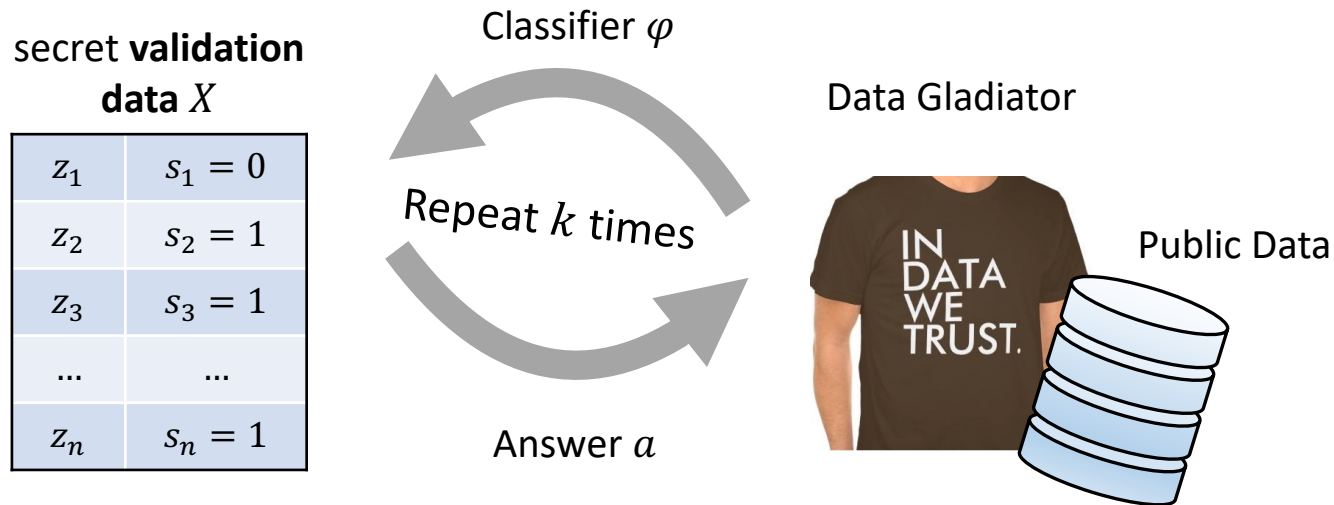 secret validation
data X
z₁ s₁ = 0
z₂ s₂ = 1
z₃ s₃ = 1
... ...
zₙ sₙ = 1
Classifier φ
Repeat k times
Answer a
Data Gladiator
IN
DATA
WE
TRUST.
Public Data